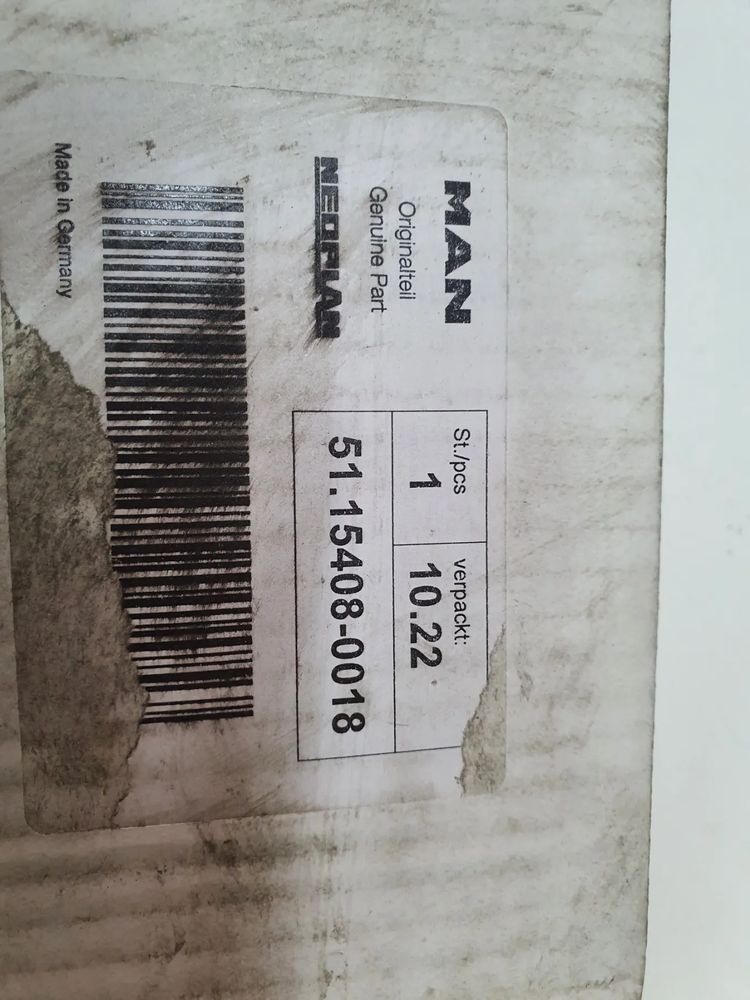 MAN
Originalteil
Genuine Part
NEOPLAN
St./pcs
1
verpackt:
10.22
51.15408-0018
Made in Germany